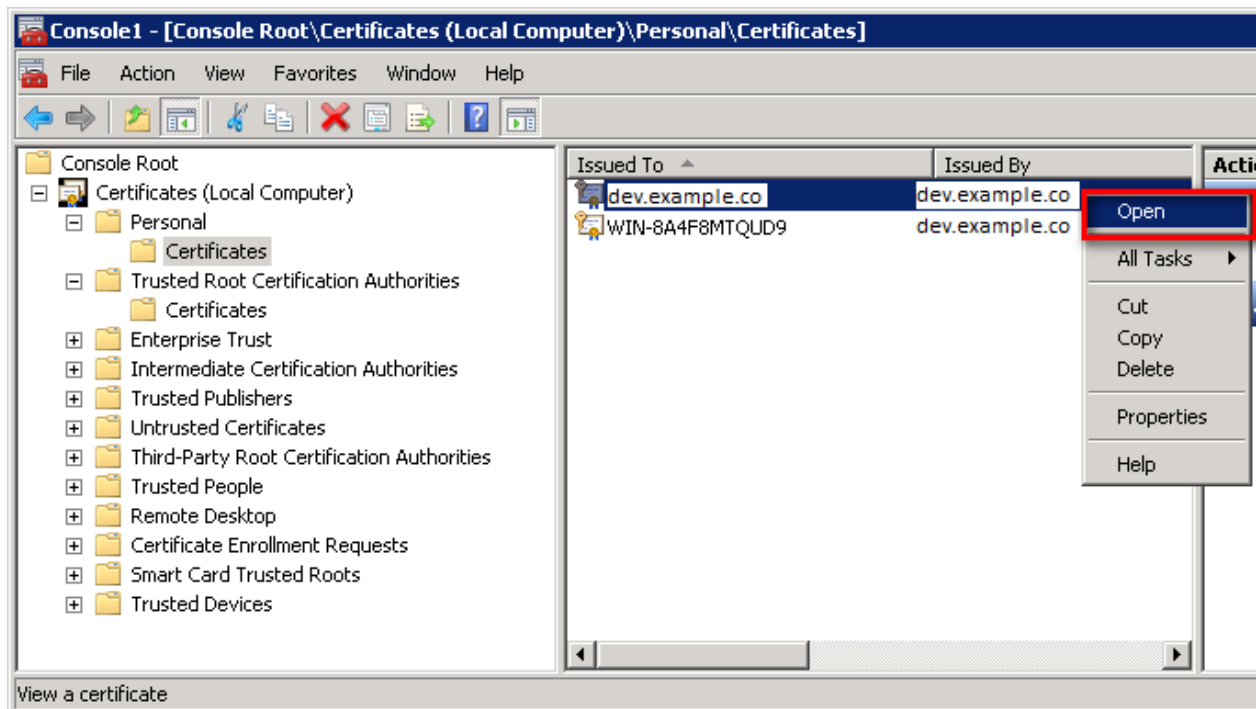 Console1 - [Console Root\Certificates (Local Computer)\Personal\Certificates]
File Action View Favorites Window Help
Console Root
Certificates (Local Computer)
Personal
Certificates
Trusted Root Certification Authorities
Certificates
Enterprise Trust
Intermediate Certification Authorities
Trusted Publishers
Untrusted Certificates
Third-Party Root Certification Authorities
Trusted People
Remote Desktop
Certificate Enrollment Requests
Smart Card Trusted Roots
Trusted Devices
Issued To Issued By
dev.example.co dev.example.co
WIN-8A4F8MTQUD9 dev.example.co
Open
All Tasks
Cut
Copy
Delete
Properties
Help
Acti
View a certificate